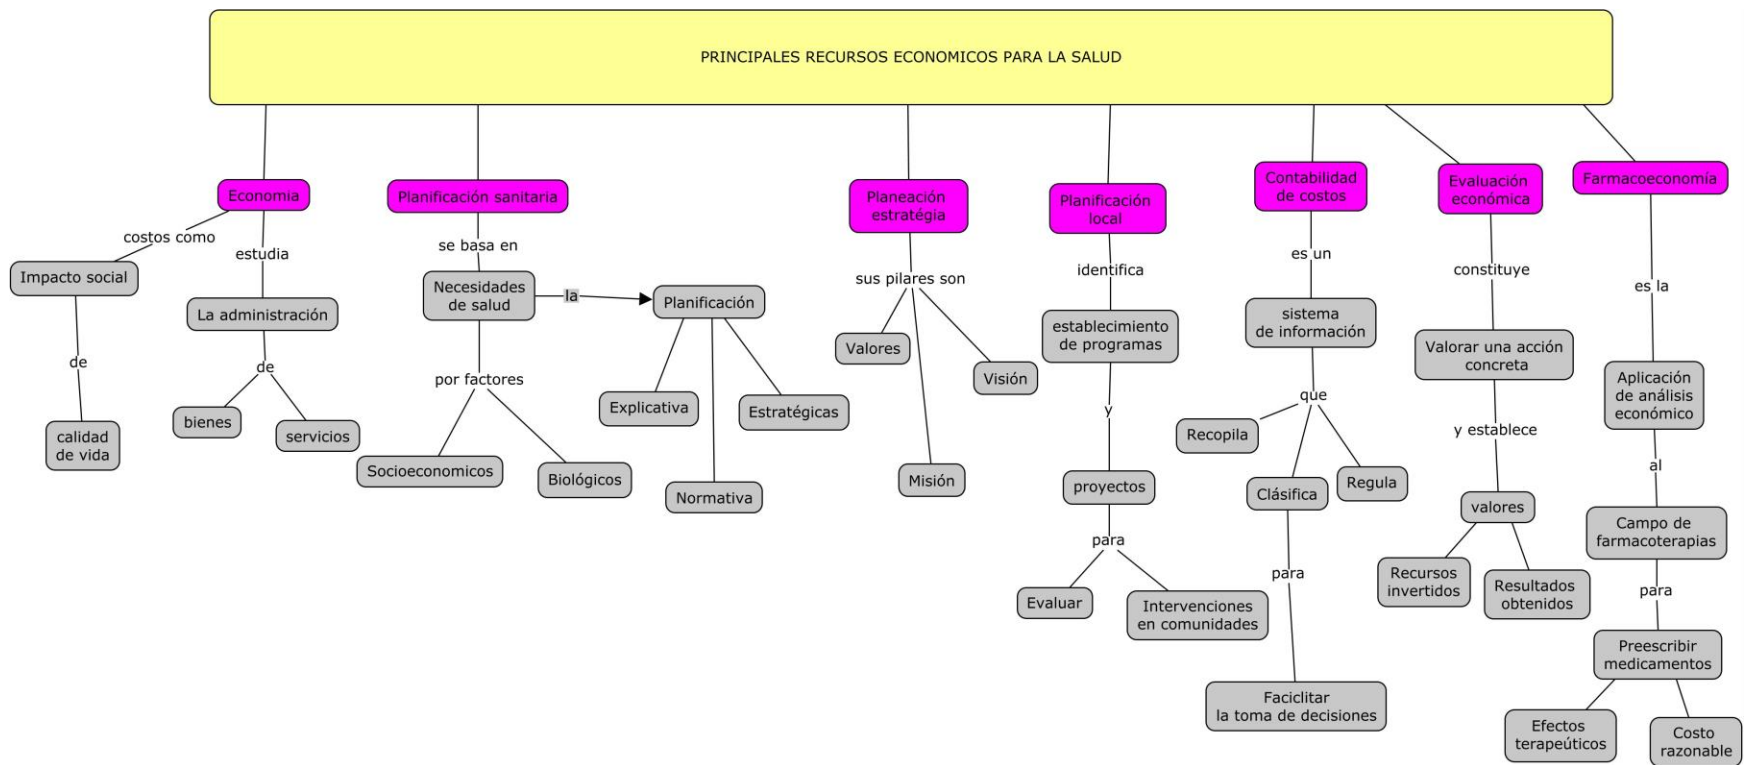 PRINCIPALES RECURSOS ECONOMICOS PARA LA SALUD
Economia
costos como
Impacto social
de
calidad
de vida
estudia
La administración
de
bienes
servicios
Planificación sanitaria
se basa en
Necesidades
de salud
la
Planificación
por factores
Socioeconomicos
Biológicos
Explicativa
Normativa
Estratégicas
Planeación
estratégia
sus pilares son
Valores
Misión
Visión
Planificación
local
identifica
establecimiento
de programas
y
proyectos
para
Evaluar
Intervenciones
en comunidades
Contabilidad
de costos
es un
sistema
de información
que
Recopila
Clásifica
Regula
para
Faciclitar
la toma de decisiones
Evaluación
económica
constituye
Valorar una acción
concreta
y establece
valores
Recursos
invertidos
Resultados
obtenidos
Farmacoeconomía
es la
Aplicación
de análisis
económico
al
Campo de
farmacoterapias
para
Preescribir
medicamentos
Efectos
terapeúticos
Costo
razonable